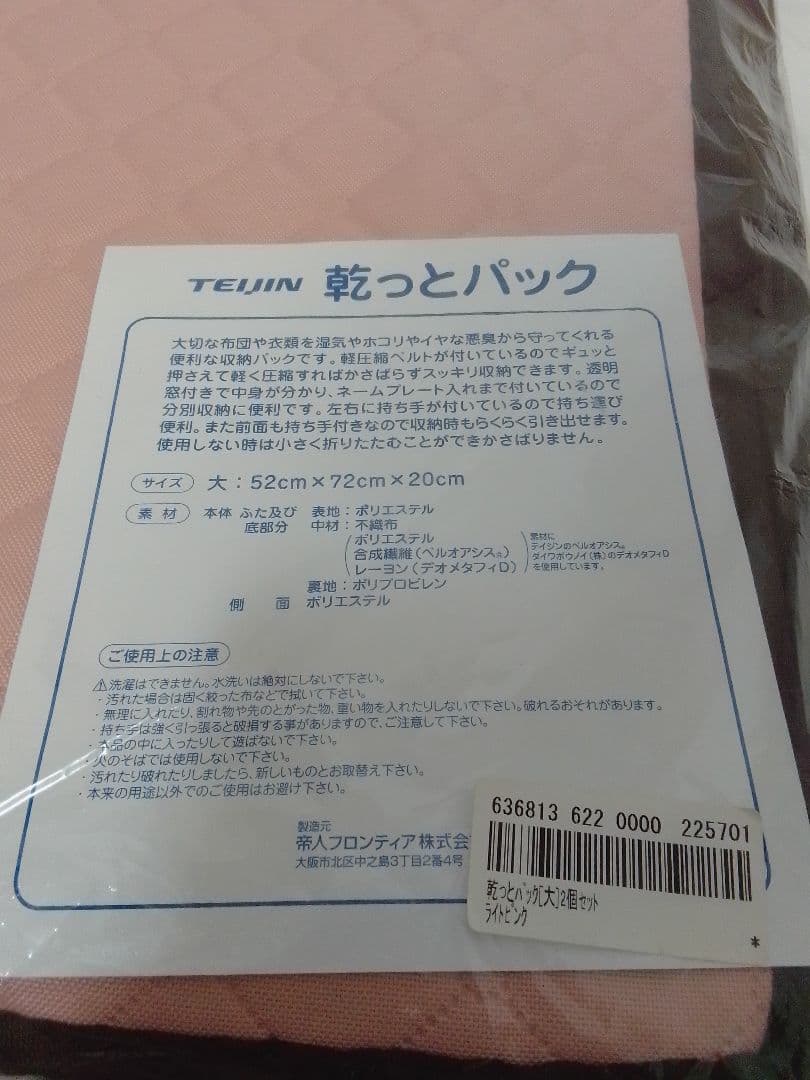 TEIJIN 乾っとパック
大切な布団や衣類を湿気やホコリやイヤな悪臭から守ってくれる
便利な収納パックです。軽圧縮ベルトが付いているのでギュッと
押さえて軽く圧縮すればかさばらずスッキリ収納できます。透明
窓付きで中身が分かり、ネームプレート入れまで付いているので
分別収納に便利です。左右に持ち手が付いているので持ち運び
便利。また前面も持ち手付きなので収納時もらくらく引き出せます。
使用しない時は小さく折りたたむことができかさばりません。
サイズ 大：52cm×72cm×20cm
素材 本体 ふた及び 表地：ポリエステル
底部分 中材：不織布
ポリエステル
合成繊維（ベルオアシス®）
レーヨン（デオメタフィD）
素材に
テイジンのベルオアシス®
ダイワボウノイ（株）のデオメタフィD
を使用しています。
裏地：ポリプロピレン
側面 ポリエステル
ご使用上の注意
⚠洗濯はできません。水洗いは絶対にしないで下さい。
・汚れた場合は固く絞った布などで拭いて下さい。
・無理に入れたり、割れ物や先のとがった物、重い物を入れたりしないで下さい。破れるおそれがあります。
・持ち手は強く引っ張ると破損する事がありますので、ご注意して下さい。
・本品の中に入ったりして遊ばないで下さい。
・火のそばでは使用しないで下さい。
・汚れたり破れたりしましたら、新しいものとお取替え下さい。
・本来の用途以外でのご使用はお避け下さい。
製造元
帝人フロンティア株式会
大阪市北区中之島3丁目2番4号
636813 622 0000 225701
乾っとパック[大]2個セット
ライトピンク
*